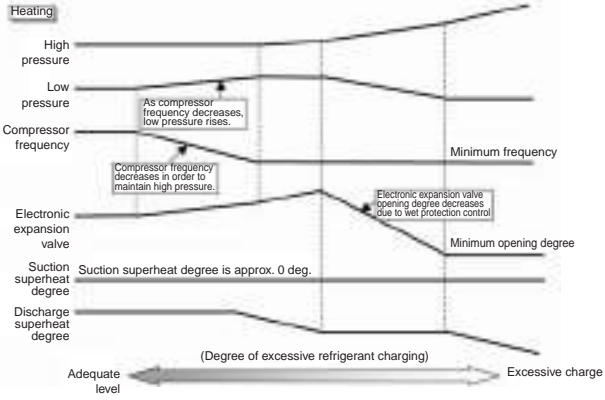 Heating
High
pressure
Low
pressure
As compressor
frequency decreases,
low pressure rises.
Compressor
frequency
Minimum frequency
Compressor frequency
decreases in order to
maintain high pressure.
Electronic expansion valve
opening degree decreases
due to wet protection control
Electronic
expansion
valve
Minimum opening degree
Suction
superheat
degree
Suction superheat degree is approx. 0 deg.
Discharge
superheat
degree
(Degree of excessive refrigerant charging)
Adequate
level
Excessive charge